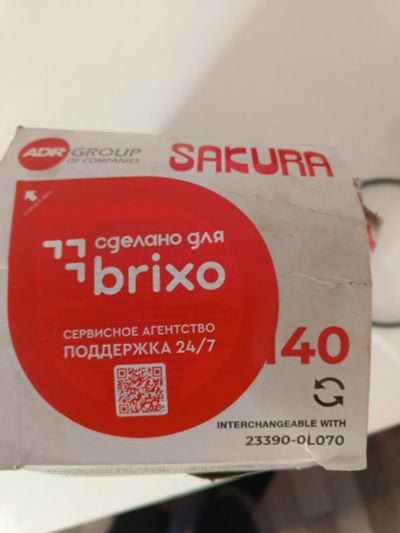 ADR GROUP
OF COMPANIES
SAKURA
сделано для
brixo
СЕРВИСНОЕ АГЕНТСТВО
ПОДДЕРЖКА 24/7
140
INTERCHANGEABLE WITH
23390-0L070